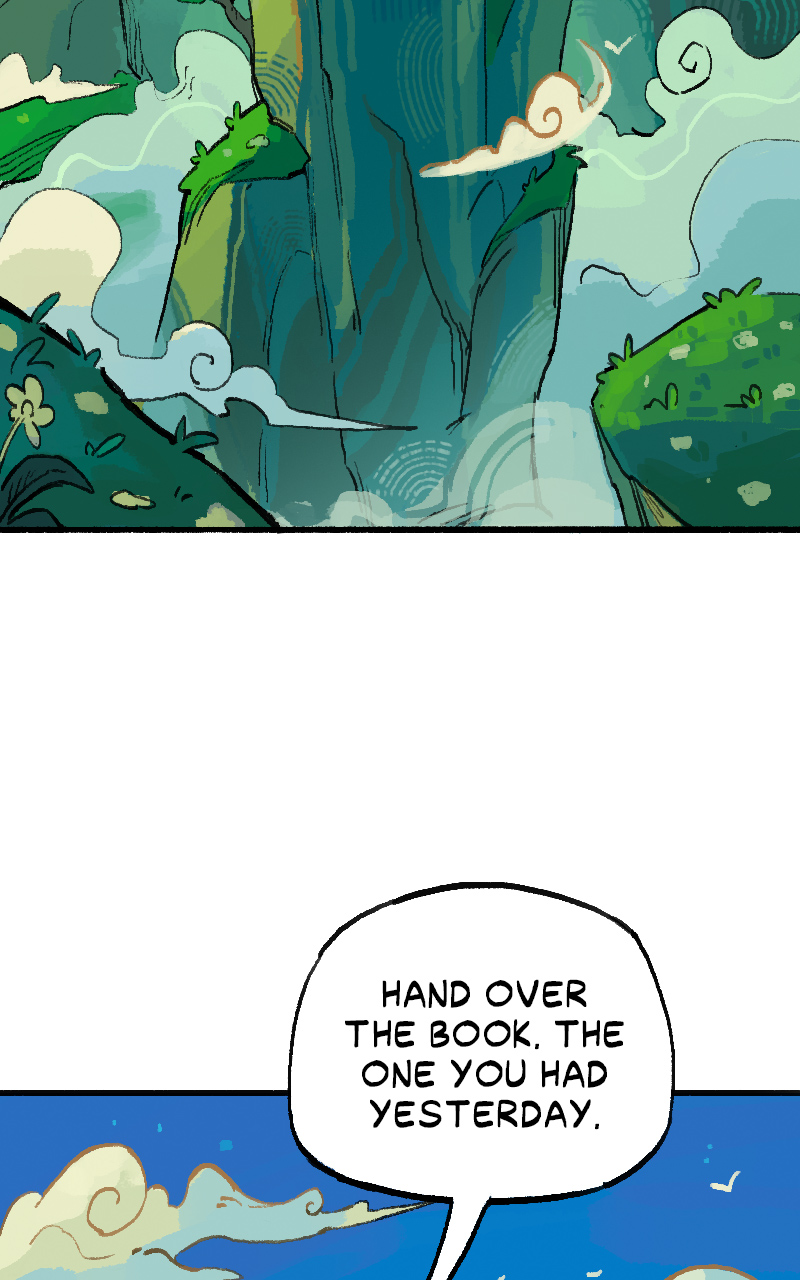 HAND OVER
THE BOOK. THE
ONE YOU HAD
YESTERDAY.